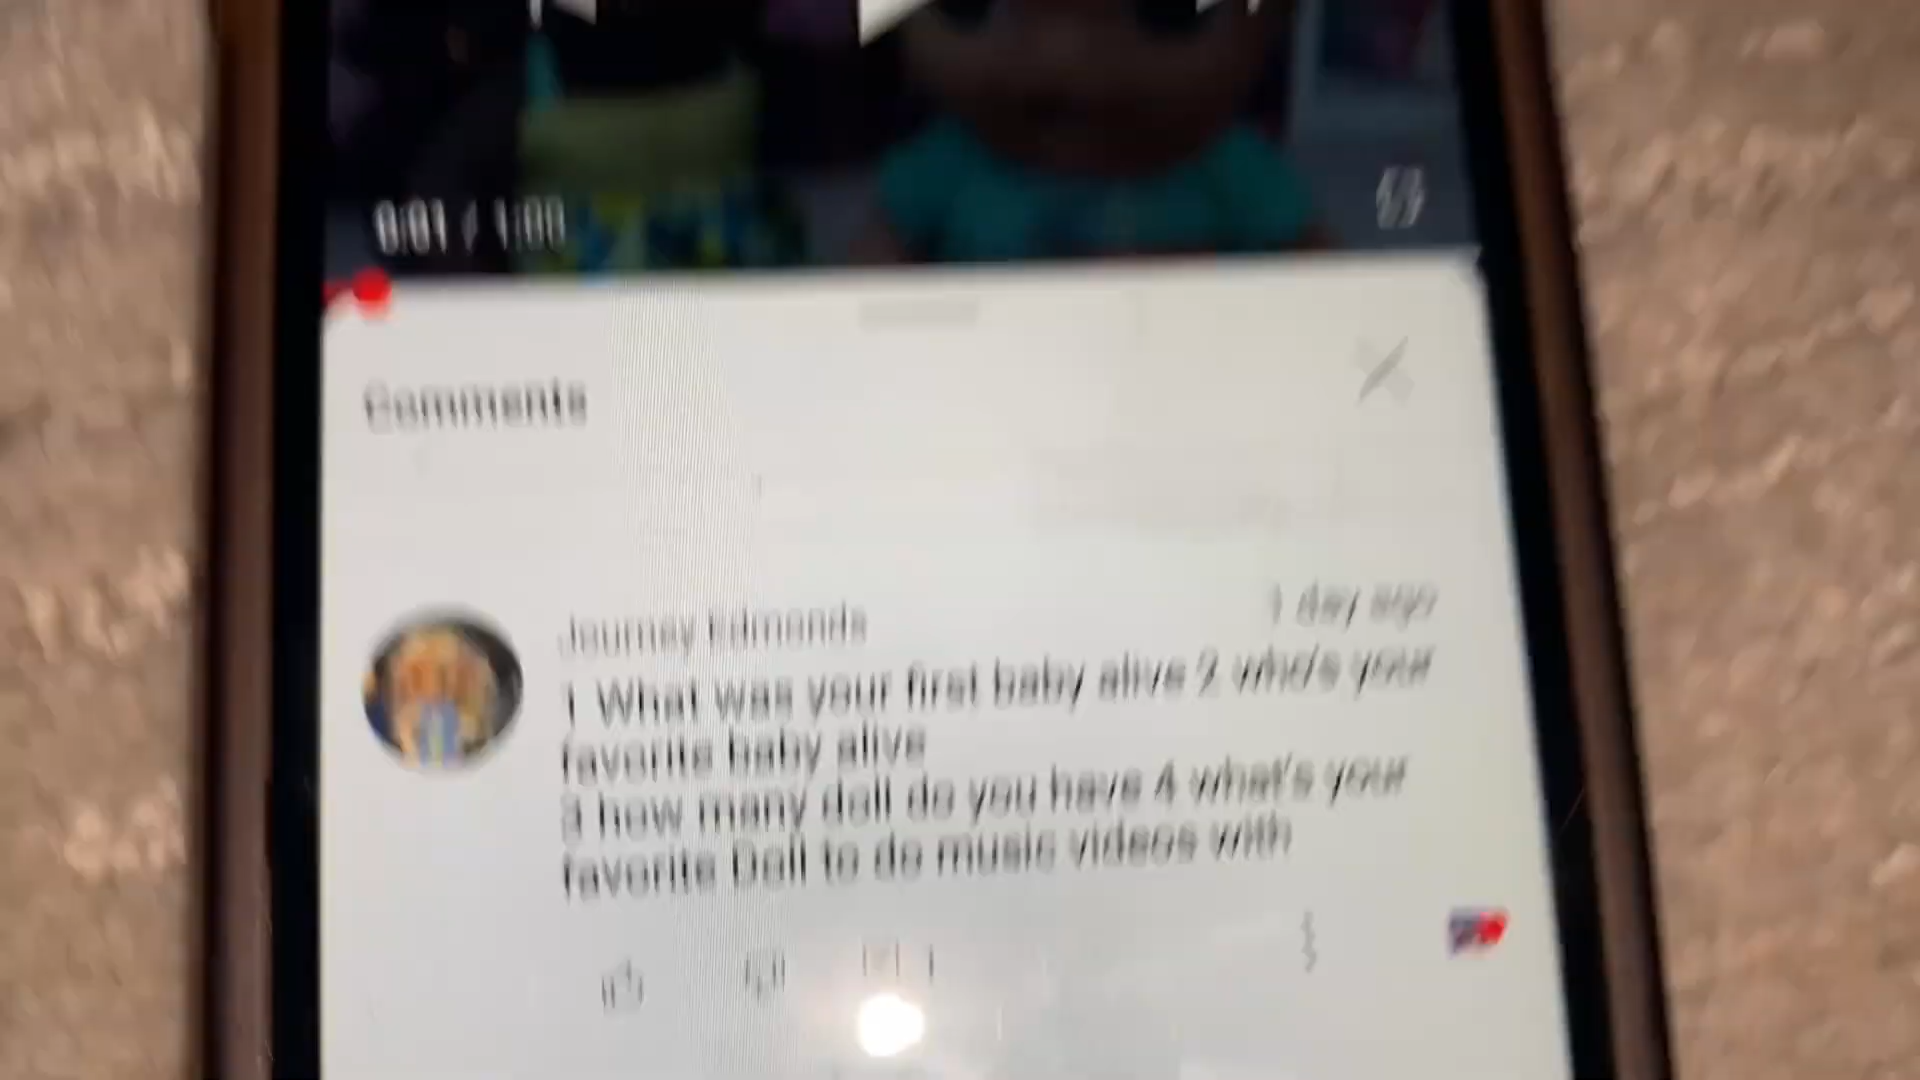 0:01 / 1:00
Comments
Journey Edmonds 1 day ago
1 What was your first baby alive 2 who's your
favorite baby alive
3 how many doll do you have 4 what's your
favorite Doll to do music videos with
1